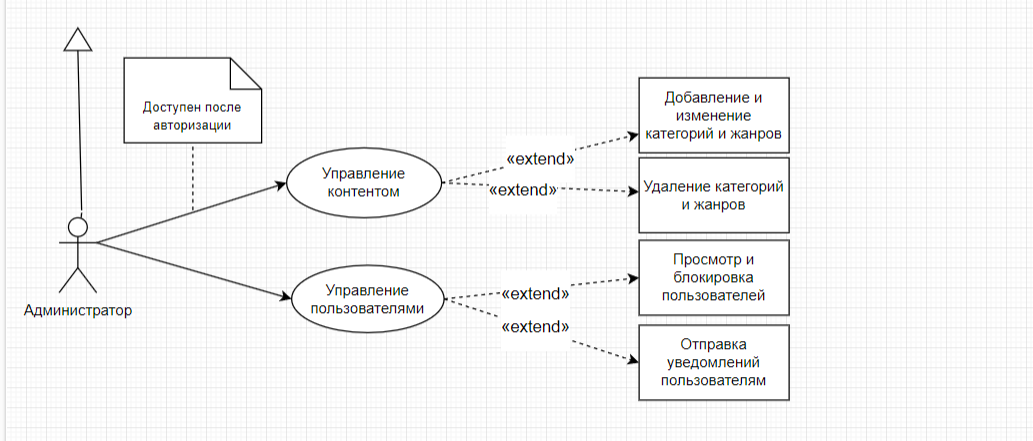 Доступен после
авторизации
Администратор
Управление
контентом
Управление
пользователями
«extend»
«extend»
«extend»
«extend»
Добавление и
изменение
категорий и жанров
Удаление категорий
и жанров
Просмотр и
блокировка
пользователей
Отправка
уведомлений
пользователям